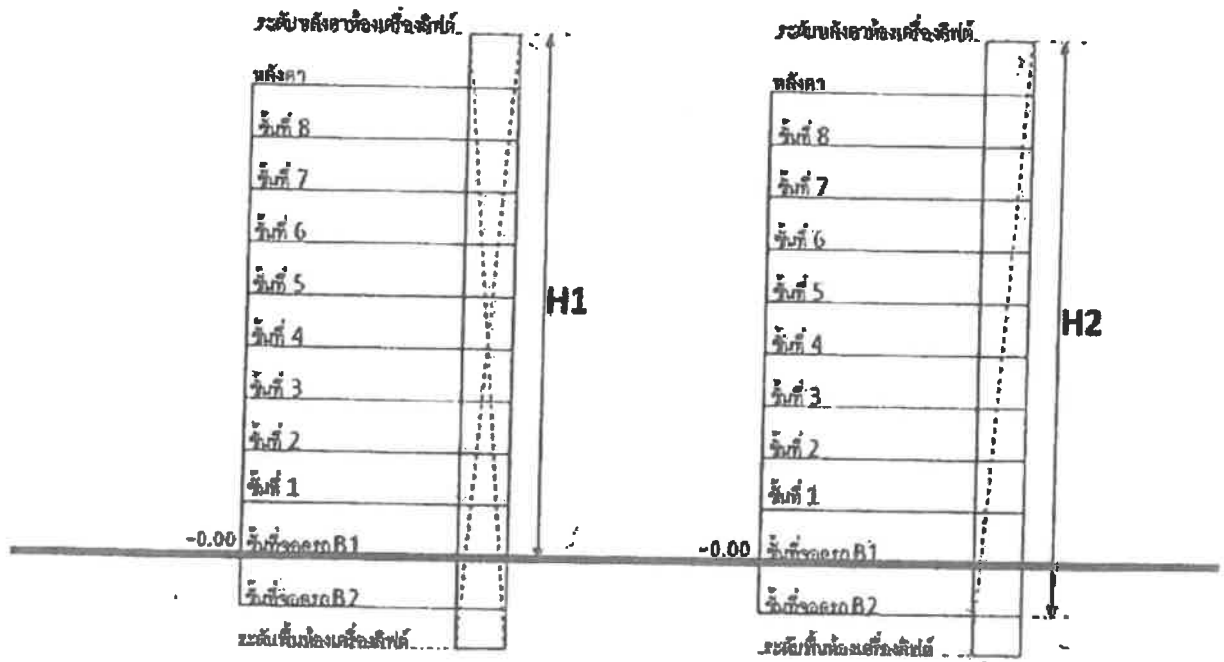 ระดับหลังคาห้องเครื่องลิฟต์
หลังคา
ชั้นที่ 8
ชั้นที่ 7
ชั้นที่ 6
ชั้นที่ 5
ชั้นที่ 4
ชั้นที่ 3
ชั้นที่ 2
ชั้นที่ 1
-0.00
ชั้นที่จอดรถ B1
ชั้นที่จอดรถ B2
ระดับพื้นห้องเครื่องลิฟต์
H1
ระดับหลังคาห้องเครื่องลิฟต์
หลังคา
ชั้นที่ 8
ชั้นที่ 7
ชั้นที่ 6
ชั้นที่ 5
ชั้นที่ 4
ชั้นที่ 3
ชั้นที่ 2
ชั้นที่ 1
-0.00
ชั้นที่จอดรถ B1
ชั้นที่จอดรถ B2
ระดับพื้นห้องเครื่องลิฟต์
H2